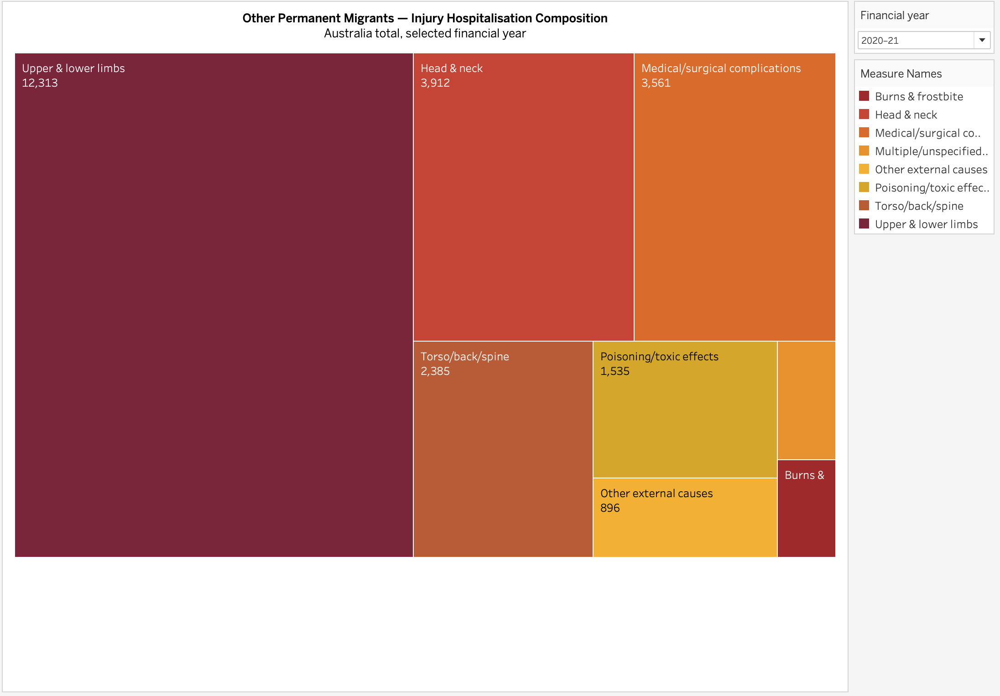 Other Permanent Migrants — Injury Hospitalisation Composition
Australia total, selected financial year
Upper & lower limbs
12,313
Head & neck
3,912
Medical/surgical complications
3,561
Torso/back/spine
2,385
Poisoning/toxic effects
1,535
Other external causes
896
Burns &
Financial year
2020–21
Measure Names
Burns & frostbite
Head & neck
Medical/surgical co..
Multiple/unspecified..
Other external causes
Poisoning/toxic effec..
Torso/back/spine
Upper & lower limbs